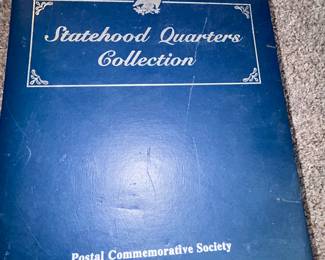 Statehood Quarters
Collection
Postal Commemorative Society